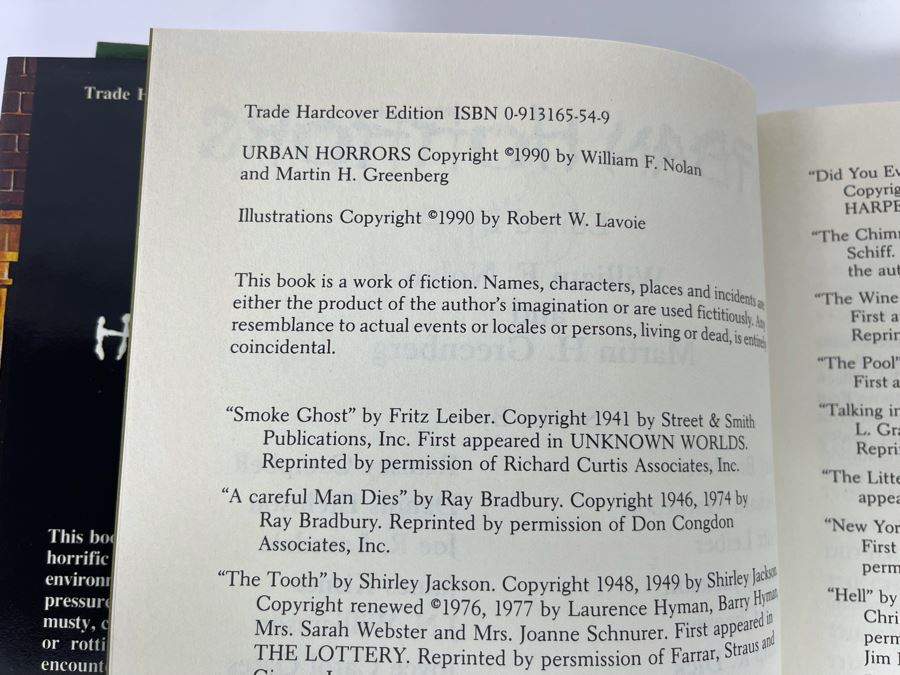 Trade H
This boo
horrific
environm
pressure
musty, c
or rotti
encount
Trade Hardcover Edition ISBN 0-913165-54-9
URBAN HORRORS Copyright ©1990 by William F. Nolan
and Martin H. Greenberg
Illustrations Copyright ©1990 by Robert W. Lavoie
This book is a work of fiction. Names, characters, places and incidents are
either the product of the author's imagination or are used fictitiously. Any
resemblance to actual events or locales or persons, living or dead, is entirely
coincidental.
“Smoke Ghost” by Fritz Leiber. Copyright 1941 by Street & Smith
Publications, Inc. First appeared in UNKNOWN WORLDS.
Reprinted by permission of Richard Curtis Associates, Inc.
“A careful Man Dies” by Ray Bradbury. Copyright 1946, 1974 by
Ray Bradbury. Reprinted by permission of Don Congdon
Associates, Inc.
“The Tooth” by Shirley Jackson. Copyright 1948, 1949 by Shirley Jackson.
Copyright renewed ©1976, 1977 by Laurence Hyman, Barry Hyman,
Mrs. Sarah Webster and Mrs. Joanne Schnurer. First appeared in
THE LOTTERY. Reprinted by persmission of Farrar, Straus and
“Did You Ev
Copyrig
HARPE
“The Chimn
Schiff.
the aut
“The Wine
First a
Reprin
“The Pool”
First a
“Talking in
L. Gra
Repri
“The Litte
appea
“New Yor
First
perm
“Hell” by
Chri
perm
Jim